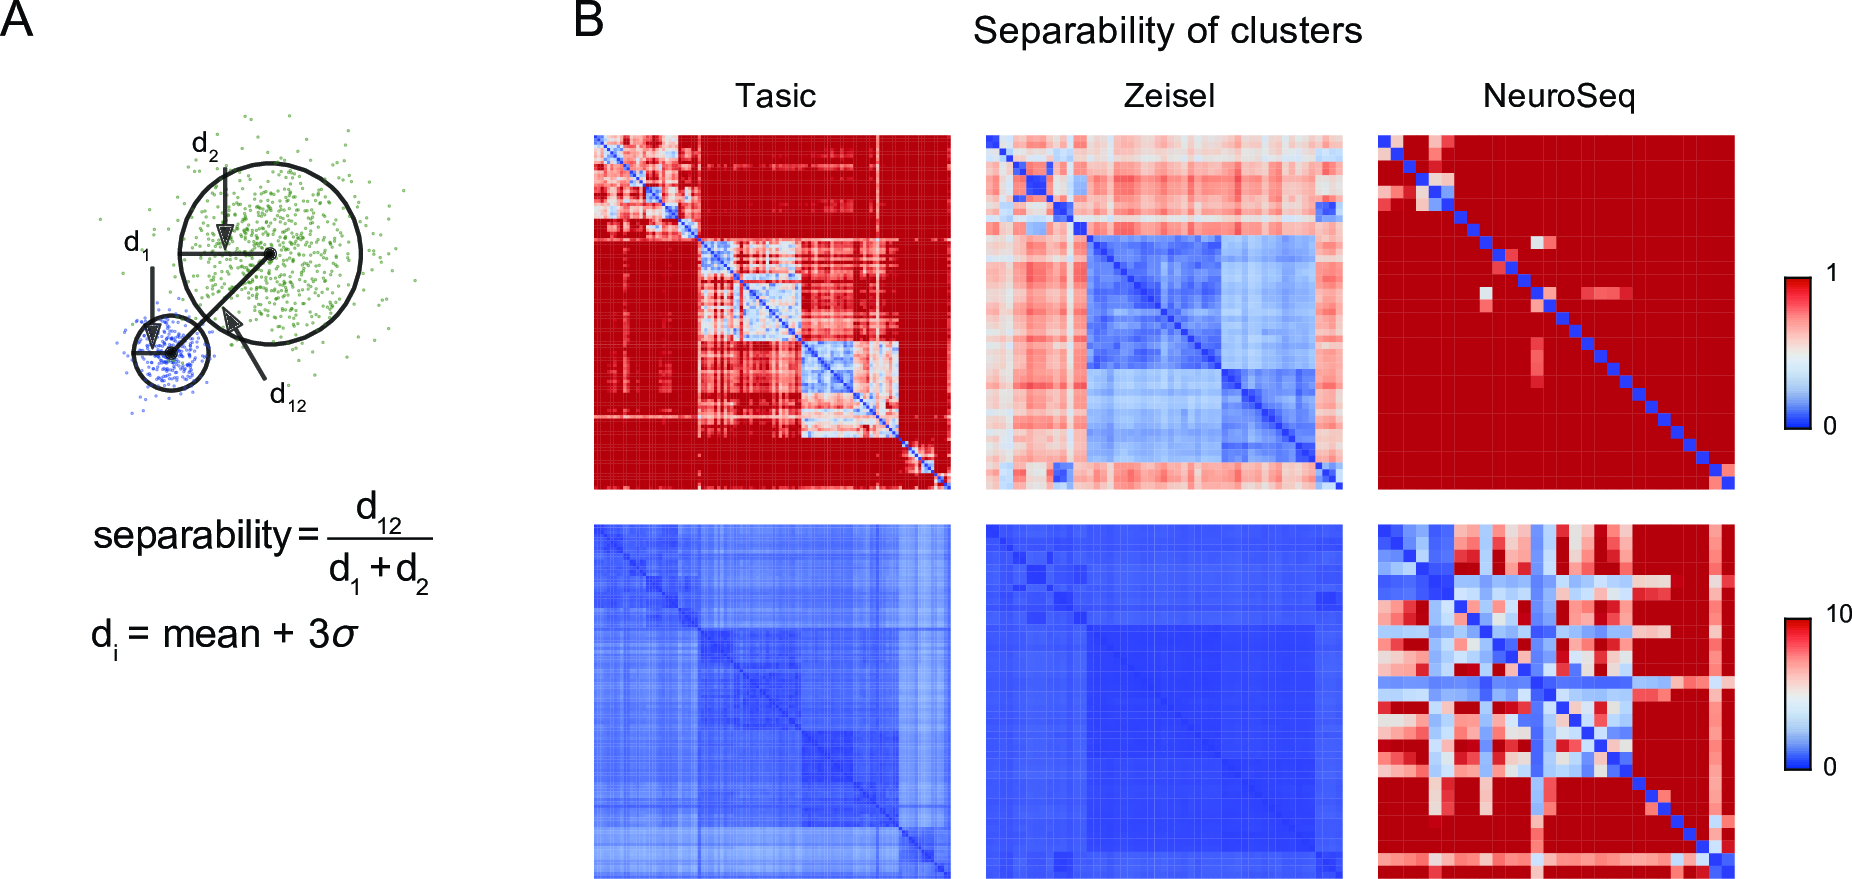 A
d2
d1
d12
separability = d12 / d1 + d2
di = mean + 3σ
B
Separability of clusters
Tasic
Zeisel
NeuroSeq
1
0
10
0